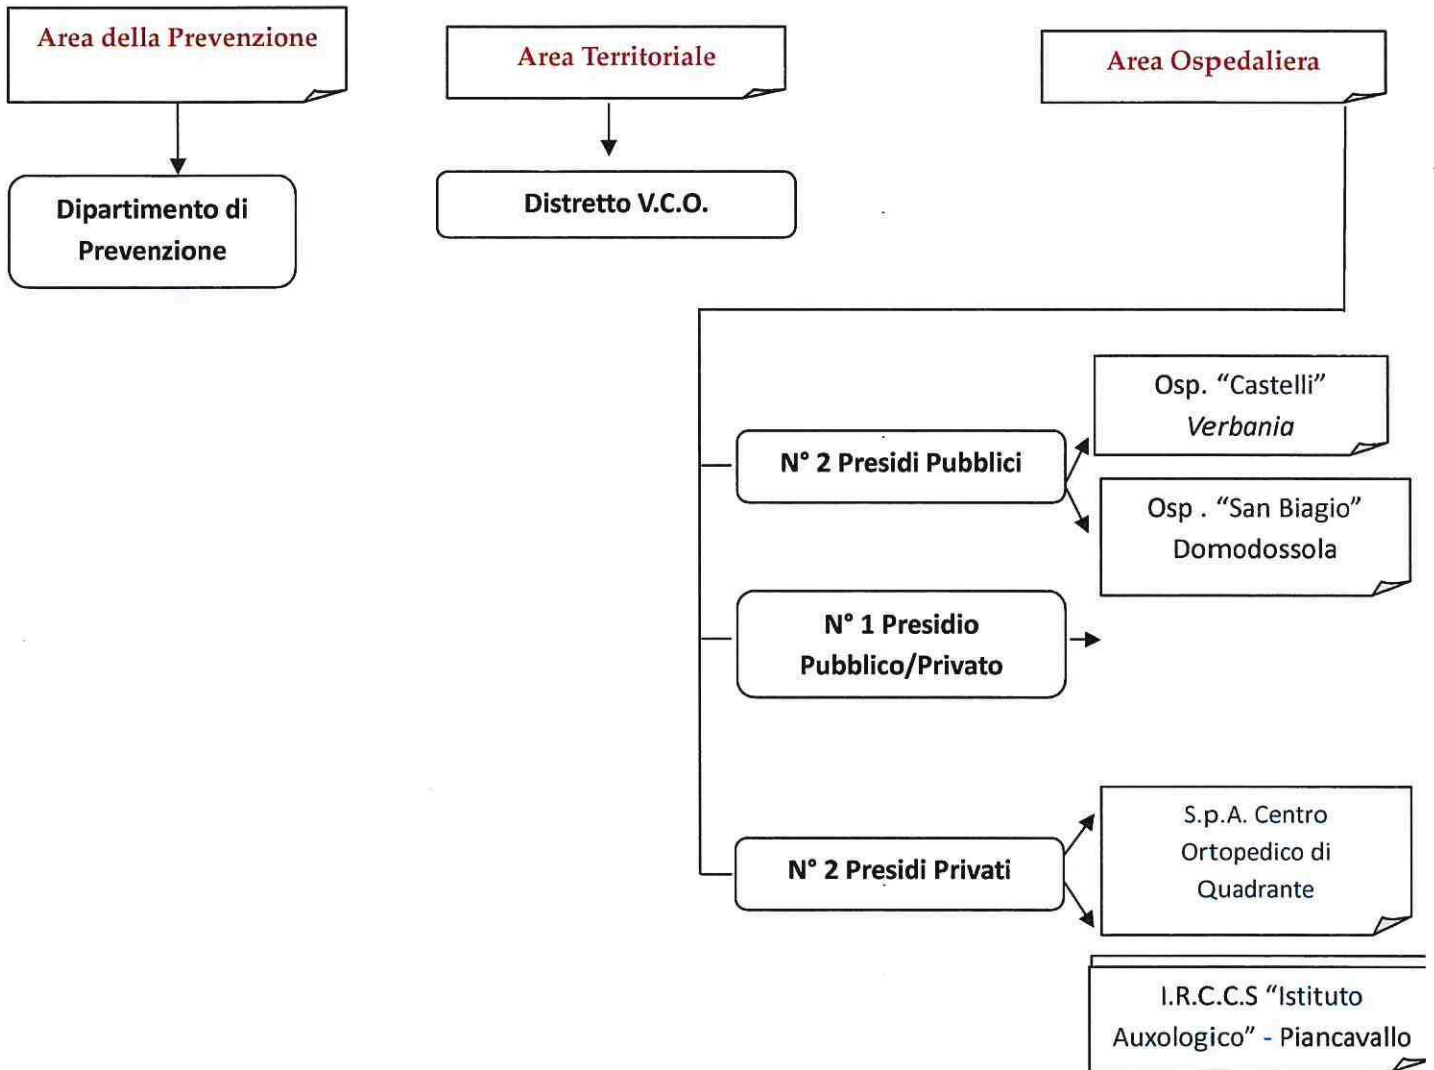 Area della Prevenzione
Area Territoriale
Area Ospedaliera
Dipartimento di
Prevenzione
Distretto V.C.O.
N° 2 Presidi Pubblici
Osp. “Castelli”
Verbania
Osp . “San Biagio”
Domodossola
N° 1 Presidio
Pubblico/Privato
N° 2 Presidi Privati
S.p.A. Centro
Ortopedico di
Quadrante
I.R.C.C.S “Istituto
Auxologico” - Piancavallo